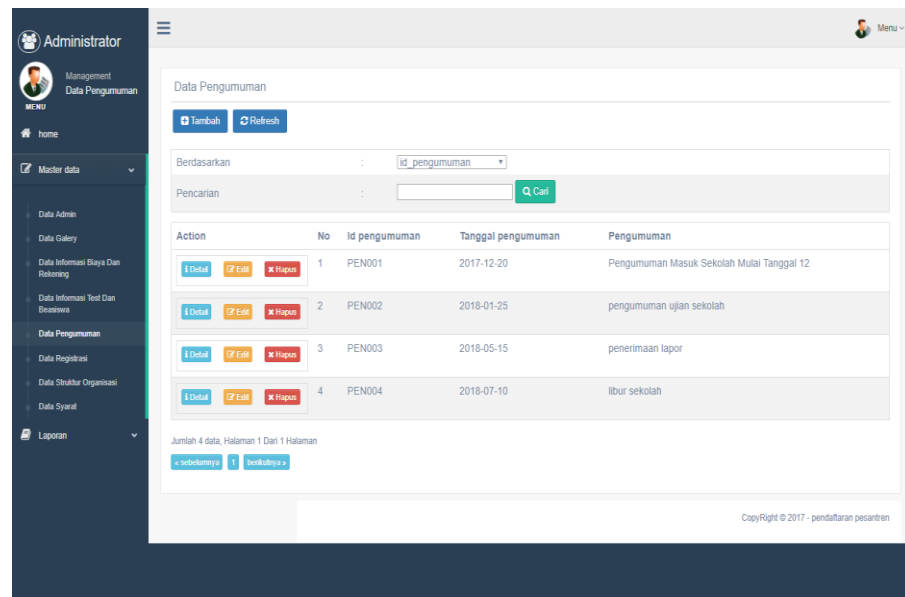 Administrator
Management
Data Pengumuman
MENU
home
Master data
Data Admin
Data Galery
Data Informasi Biaya Dan
Rekening
Data Informasi Test Dan
Beasiswa
Data Pengumuman
Data Registrasi
Data Struktur Organisasi
Data Syarat
Laporan
Menu
Data Pengumuman
Tambah Refresh
Berdasarkan : id_pengumuman
Pencarian : Cari
Action No Id pengumuman Tanggal pengumuman Pengumuman
Detail Edit Hapus 1 PEN001 2017-12-20 Pengumuman Masuk Sekolah Mulai Tanggal 12
Detail Edit Hapus 2 PEN002 2018-01-25 pengumuman ujian sekolah
Detail Edit Hapus 3 PEN003 2018-05-15 penerimaan lapor
Detail Edit Hapus 4 PEN004 2018-07-10 libur sekolah
Jumlah 4 data, Halaman 1 Dari 1 Halaman
« sebelumnya 1 berikutnya »
CopyRight © 2017 - pendaftaran pesantren